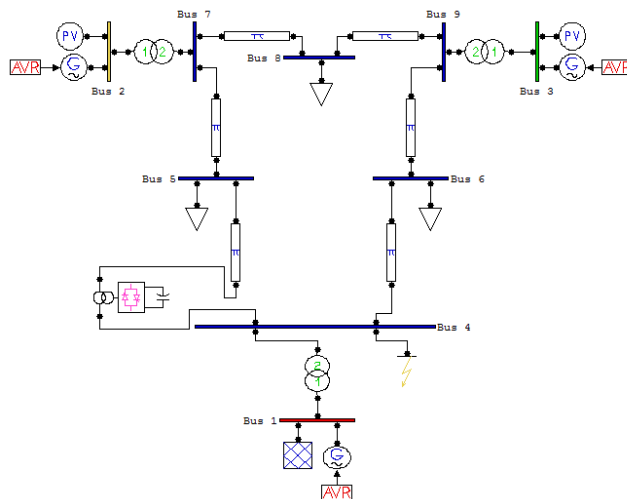 Bus 7
Bus 9
PV
1 2
π
π
2 1
PV
Bus 8
AVR
G
Bus 2
G
AVR
Bus 3
π
π
Bus 5
Bus 6
π
π
Bus 4
2
1
Bus 1
G
AVR